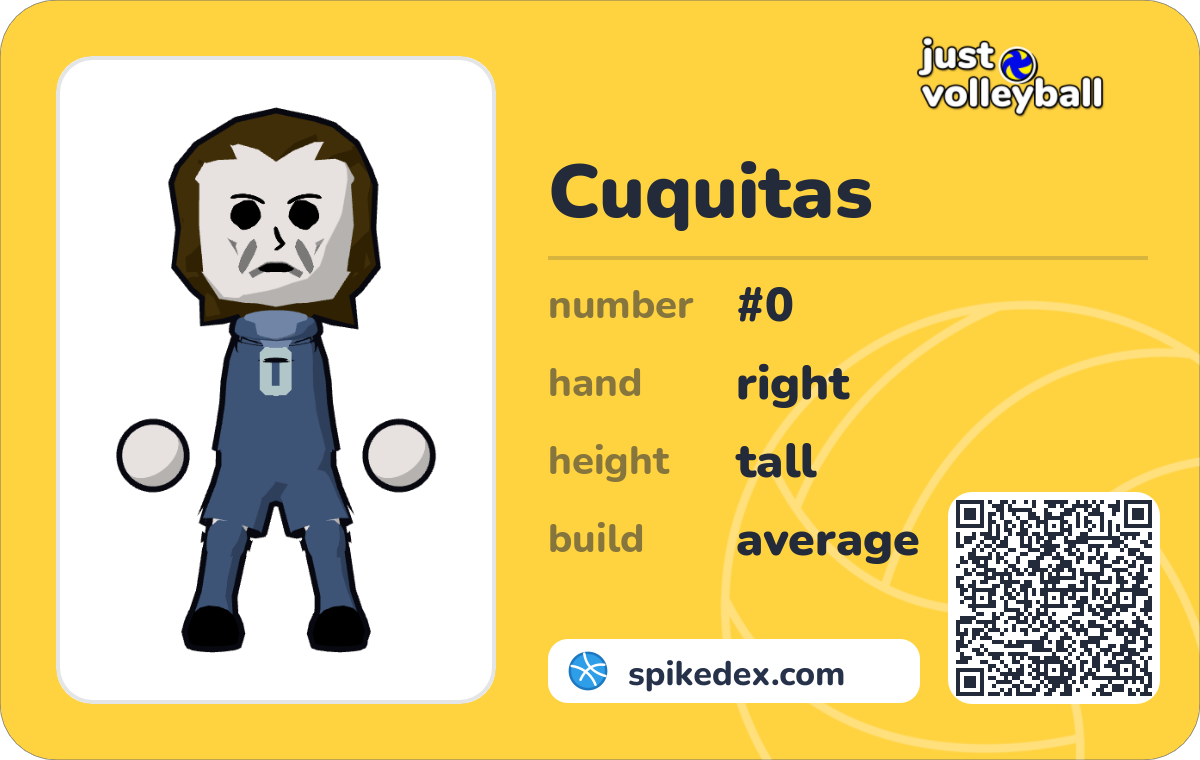 just
volleyball
Cuquitas
number #0
hand right
height tall
build average
spikedex.com